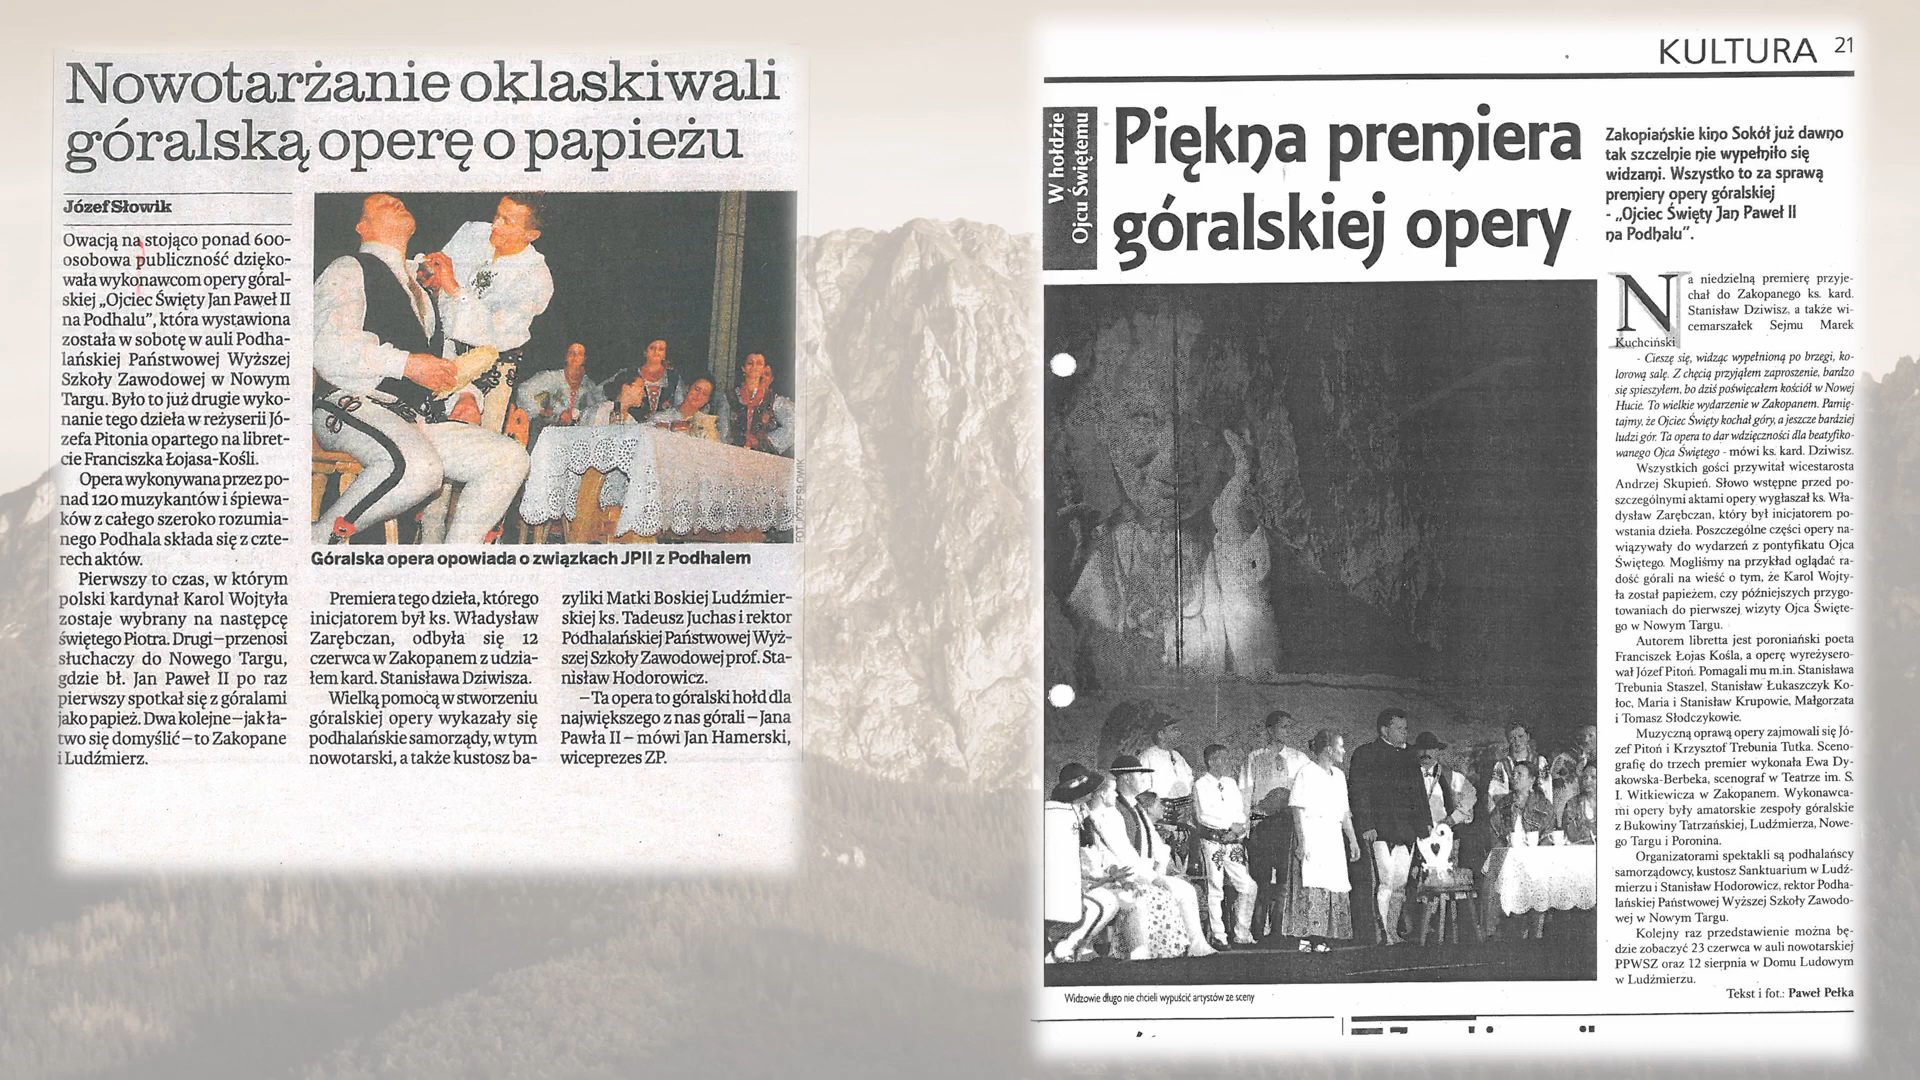 Nowotarżanie oklaskiwali
góralską operę o papieżu
Józef Słowik
Owacją na stojąco ponad 600-
osobowa publiczność dzięko-
wała wykonawcom opery góral-
skiej „Ojciec Święty Jan Paweł II
na Podhalu”, która wystawiona
została w sobotę w auli Podha-
lańskiej Państwowej Wyższej
Szkoły Zawodowej w Nowym
Targu. Było to już drugie wyko-
nanie tego dzieła w reżyserii Jó-
zefa Pitonia opartego na libret-
cie Franciszka Łojasa-Kośli.
Opera wykonywana przez po-
nad 120 muzykantów i śpiewa-
ków z całego szeroko rozumia-
nego Podhala składa się z czte-
rech aktów.
Pierwszy to czas, w którym
polski kardynał Karol Wojtyła
zostaje wybrany na następcę
świętego Piotra. Drugi – przenosi
słuchaczy do Nowego Targu,
gdzie bł. Jan Paweł II po raz
pierwszy spotkał się z góralami
jako papież. Dwa kolejne – jak ła-
two się domyślić – to Zakopane
i Ludźmierz.
FOT. JÓZEF SŁOWIK
Góralska opera opowiada o związkach JPII z Podhalem
Premiera tego dzieła, którego
inicjatorem był ks. Władysław
Zarębczan, odbyła się 12
czerwca w Zakopanem z udzia-
łem kard. Stanisława Dziwisza.
Wielką pomocą w stworzeniu
góralskiej opery wykazały się
podhalańskie samorządy, w tym
nowotarski, a także kustosz ba-
zyliki Matki Boskiej Ludźmier-
skiej ks. Tadeusz Juchas i rektor
Podhalańskiej Państwowej Wyż-
szej Szkoły Zawodowej prof. Sta-
nisław Hodorowicz.
– Ta opera to góralski hołd dla
największego z nas górali – Jana
Pawła II – mówi Jan Hamerski,
wiceprezes ZP.
KULTURA 21
W hołdzie
Ojcu Świętemu
Piękna premiera
góralskiej opery
Zakopiańskie kino Sokół już dawno
tak szczelnie nie wypełniło się
widzami. Wszystko to za sprawą
premiery opery góralskiej
- „Ojciec Święty Jan Paweł II
na Podhalu”.
Na niedzielną premierę przyje-
chał do Zakopanego ks. kard.
Stanisław Dziwisz, a także wi-
cemarszałek Sejmu Marek
Kuchciński
- Cieszę się, widząc wypełnioną po brzegi, ko-
lorową salę. Z chęcią przyjąłem zaproszenie, bardzo
się spieszyłem, bo dziś poświęcałem kościół w Nowej
Hucie. To wielkie wydarzenie w Zakopanem. Pamię-
tajmy, że Ojciec Święty kochał góry, a jeszcze bardziej
ludzi gór. Ta opera to dar wdzięczności dla beatyfiko-
wanego Ojca Świętego - mówi ks. kard. Dziwisz.
Wszystkich gości przywitał wicestarosta
Andrzej Skupień. Słowo wstępne przed po-
szczególnymi aktami opery wygłaszał ks. Wła-
dysław Zarębczan, który był inicjatorem po-
wstania dzieła. Poszczególne części opery na-
wiązywały do wydarzeń z pontyfikatu Ojca
Świętego. Mogliśmy na przykład oglądać ra-
dość górali na wieść o tym, że Karol Wojty-
ła został papieżem, czy późniejszych przygo-
towaniach do pierwszej wizyty Ojca Święte-
go w Nowym Targu.
Autorem libretta jest poroniański poeta
Franciszek Łojas Kośla, a operę wyreżysero-
wał Józef Pitoń. Pomagali mu m.in. Stanisława
Trebunia Staszel, Stanisław Łukaszczyk Ko-
łoc, Maria i Stanisław Krupowie, Małgorzata
i Tomasz Słodczykowie.
Muzyczną oprawą opery zajmowali się Jó-
zef Pitoń i Krzysztof Trebunia Tutka. Sceno-
grafię do trzech premier wykonała Ewa Dy-
akowska-Berbeka, scenograf w Teatrze im. S.
I. Witkiewicza w Zakopanem. Wykonawca-
mi opery były amatorskie zespoły góralskie
z Bukowiny Tatrzańskiej, Ludźmierza, Nowe-
go Targu i Poronina.
Organizatorami spektakli są podhalańscy
samorządowcy, kustosz Sanktuarium w Ludź-
mierzu i Stanisław Hodorowicz, rektor Podha-
lańskiej Państwowej Wyższej Szkoły Zawodo-
wej w Nowym Targu.
Kolejny raz przedstawienie można bę-
dzie zobaczyć 23 czerwca w auli nowotarskiej
PPWSZ oraz 12 sierpnia w Domu Ludowym
w Ludźmierzu.
Tekst i fot.: Paweł Pełka
Widzowie długo nie chcieli wypuścić artystów ze sceny